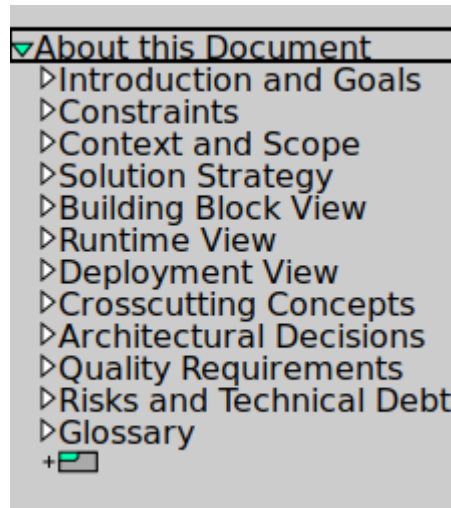 About this Document
Introduction and Goals
Constraints
Context and Scope
Solution Strategy
Building Block View
Runtime View
Deployment View
Crosscutting Concepts
Architectural Decisions
Quality Requirements
Risks and Technical Debt
Glossary
+